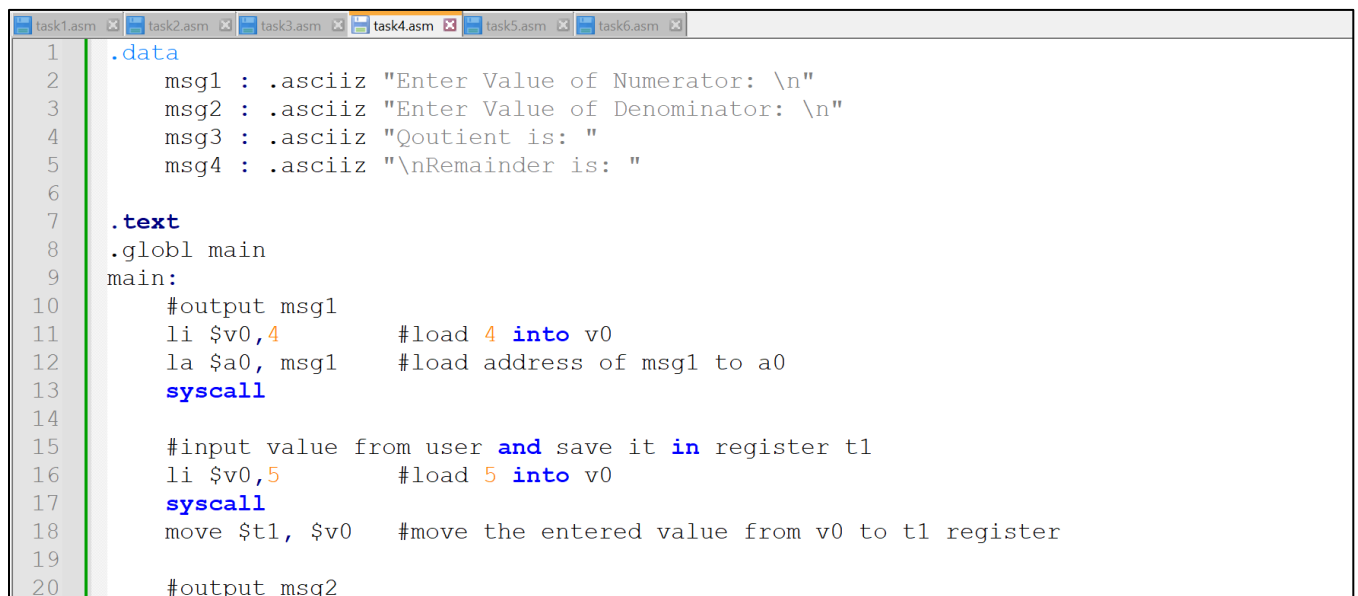 task1.asm task2.asm task3.asm task4.asm task5.asm task6.asm
1 .data
2 msg1 : .asciiz "Enter Value of Numerator: \n"
3 msg2 : .asciiz "Enter Value of Denominator: \n"
4 msg3 : .asciiz "Qoutient is: "
5 msg4 : .asciiz "\nRemainder is: "
6
7 .text
8 .globl main
9 main:
10 #output msg1
11 li $v0,4 #load 4 into v0
12 la $a0, msg1 #load address of msg1 to a0
13 syscall
14
15 #input value from user and save it in register t1
16 li $v0,5 #load 5 into v0
17 syscall
18 move $t1, $v0 #move the entered value from v0 to t1 register
19
20 #output msg2